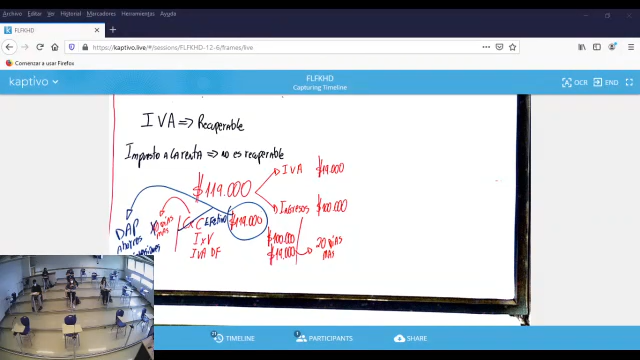 Archivo Editar Ver Historial Marcadores Herramientas Ayuda
FLFKHD
https://kaptivo.live/#/sessions/FLFKHD-12-6/frames/live
Comenzar a usar Firefox
kaptivo
FLFKHD
Capturing Timeline
OCR
END
IVA ⇒ Recuperable
Impuesto a la renta ⇒ no es recuperable
IVA $19.000
$119.000
Ingresos $100.000
DAP
CxC Efectivo $119.000
IxV $100.000
IVA DF $19.000
20 días
más
TIMELINE
PARTICIPANTS
SHARE